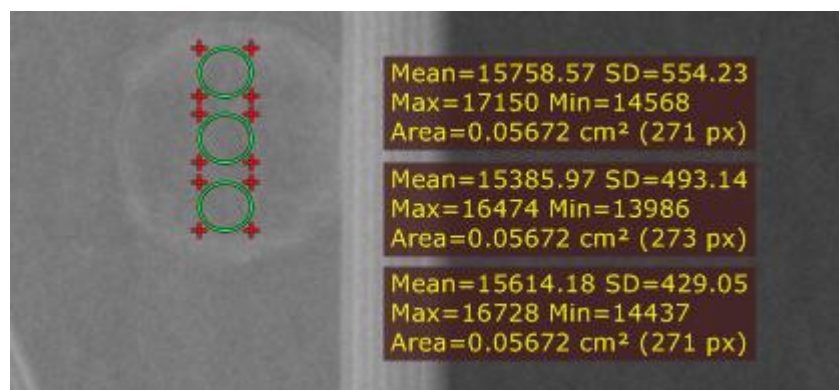 Mean=15758.57 SD=554.23
Max=17150 Min=14568
Area=0.05672 cm² (271 px)
Mean=15385.97 SD=493.14
Max=16474 Min=13986
Area=0.05672 cm² (273 px)
Mean=15614.18 SD=429.05
Max=16728 Min=14437
Area=0.05672 cm² (271 px)